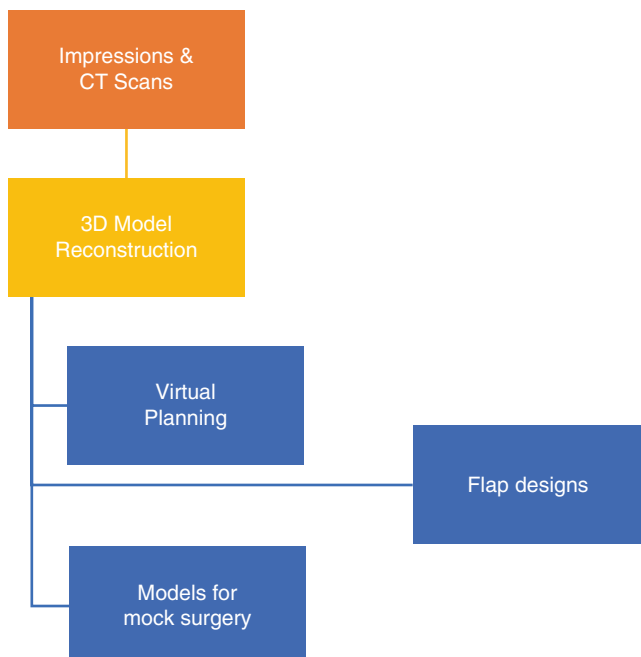 Impressions &
CT Scans
3D Model
Reconstruction
Virtual
Planning
Flap designs
Models for
mock surgery